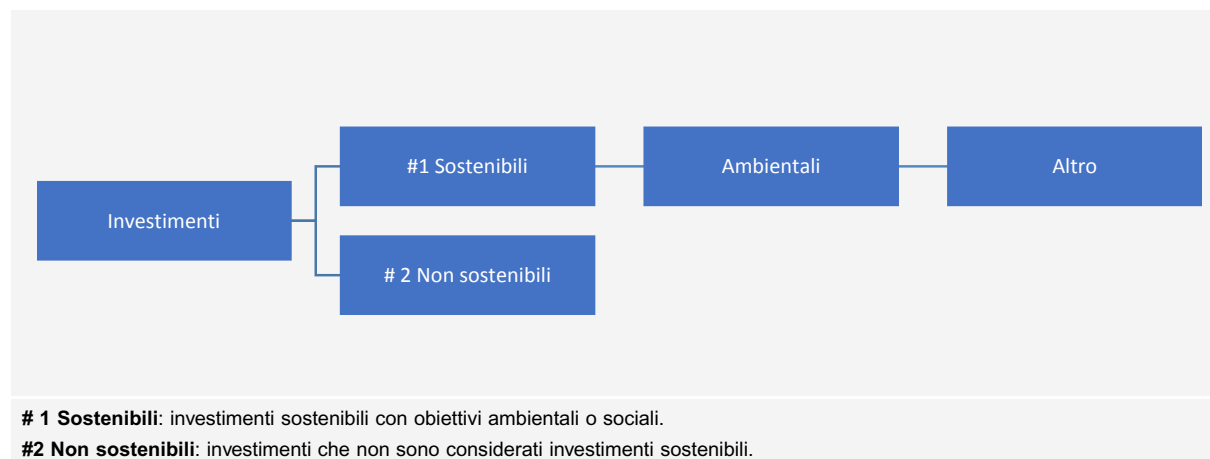 #1 Sostenibili
Ambientali
Altro
Investimenti
# 2 Non sostenibili
# 1 Sostenibili: investimenti sostenibili con obiettivi ambientali o sociali.
#2 Non sostenibili: investimenti che non sono considerati investimenti sostenibili.